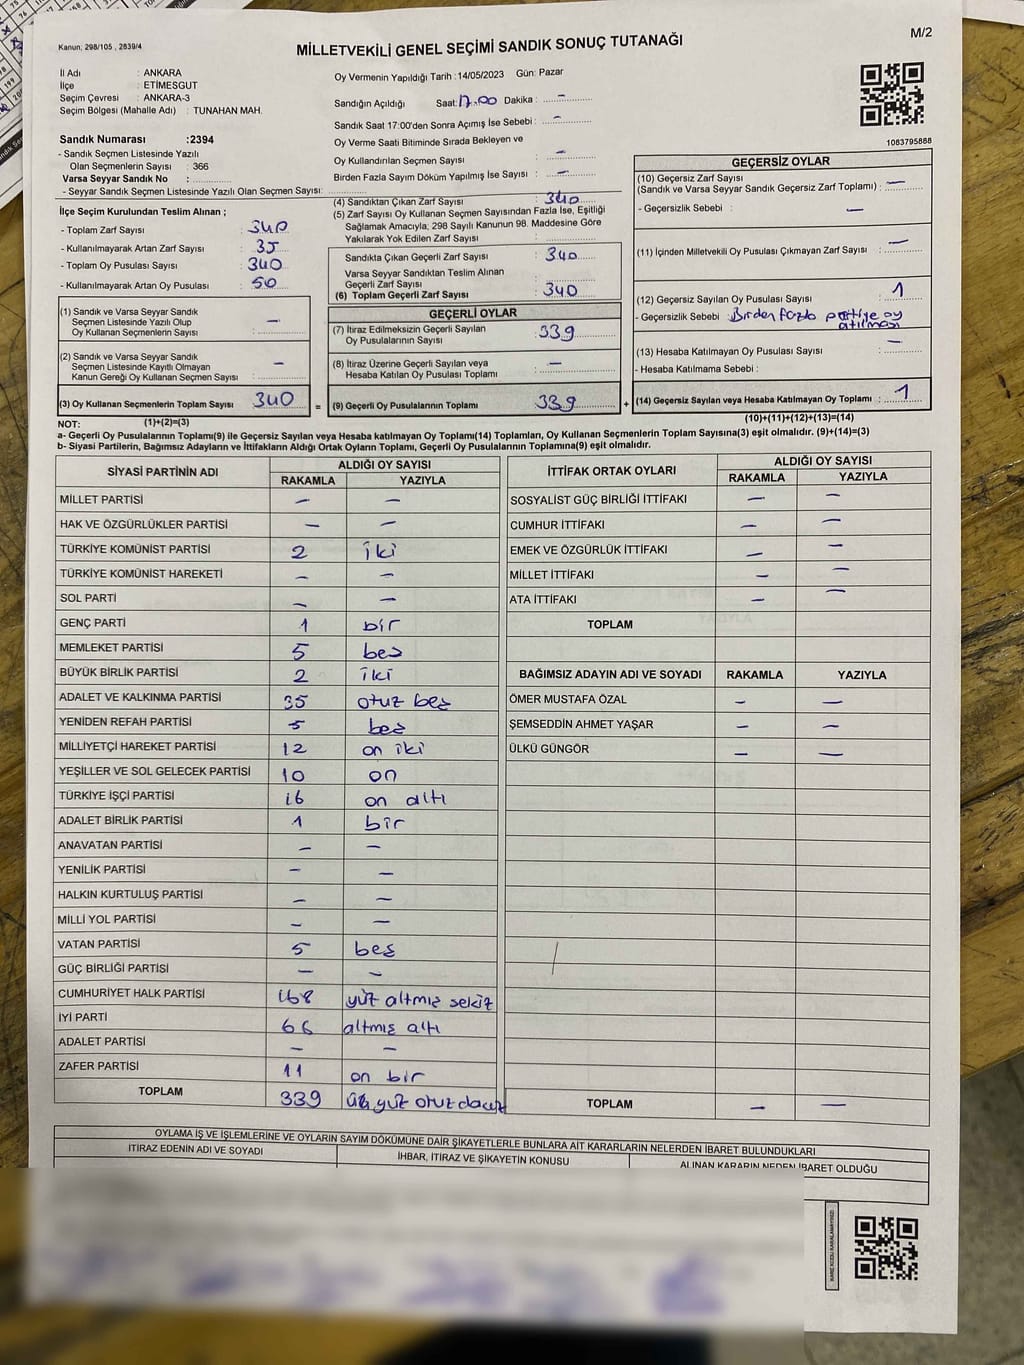 Kanun; 298/105 , 2839/4
MİLLETVEKİLİ GENEL SEÇİMİ SANDIK SONUÇ TUTANAĞI
M/2
İl Adı : ANKARA
İlçe : ETİMESGUT
Seçim Çevresi : ANKARA-3
Seçim Bölgesi (Mahalle Adı) : TUNAHAN MAH.
Sandık Numarası :2394
- Sandık Seçmen Listesinde Yazılı
Olan Seçmenlerin Sayısı : 366
Varsa Seyyar Sandık No :
- Seyyar Sandık Seçmen Listesinde Yazılı Olan Seçmen Sayısı:
Oy Vermenin Yapıldığı Tarih :14/05/2023 Gün: Pazar
Sandığın Açıldığı Saat: 17.00 Dakika : –
Sandık Saat 17:00'den Sonra Açımış İse Sebebi : –
Oy Verme Saati Bitiminde Sırada Bekleyen ve
Oy Kullandırılan Seçmen Sayısı : –
Birden Fazla Sayım Döküm Yapılmış İse Sayısı : –
1083795888
İlçe Seçim Kurulundan Teslim Alınan ;
- Toplam Zarf Sayısı : 340
- Kullanılmayarak Artan Zarf Sayısı : 35
- Toplam Oy Pusulası Sayısı : 340
- Kullanılmayarak Artan Oy Pusulası : 50
(1) Sandık ve Varsa Seyyar Sandık
Seçmen Listesinde Yazılı Olup
Oy Kullanan Seçmenlerin Sayısı : –
(2) Sandık ve Varsa Seyyar Sandık
Seçmen Listesinde Kayıtlı Olmayan
Kanun Gereği Oy Kullanan Seçmen Sayısı : –
(3) Oy Kullanan Seçmenlerin Toplam Sayısı 340
(1)+(2)=(3)
(4) Sandıktan Çıkan Zarf Sayısı : 340
(5) Zarf Sayısı Oy Kullanan Seçmen Sayısından Fazla İse, Eşitliği
Sağlamak Amacıyla; 298 Sayılı Kanunun 98. Maddesine Göre
Yakılarak Yok Edilen Zarf Sayısı :
Sandıkta Çıkan Geçerli Zarf Sayısı : 340
Varsa Seyyar Sandıktan Teslim Alınan
Geçerli Zarf Sayısı :
(6) Toplam Geçerli Zarf Sayısı : 340
GEÇERLİ OYLAR
(7) İtiraz Edilmeksizin Geçerli Sayılan
Oy Pusulalarının Sayısı : 339
(8) İtiraz Üzerine Geçerli Sayılan veya
Hesaba Katılan Oy Pusulası Toplamı : –
= (9) Geçerli Oy Pusulalarının Toplamı 339 +
GEÇERSİZ OYLAR
(10) Geçersiz Zarf Sayısı
(Sandık ve Varsa Seyyar Sandık Geçersiz Zarf Toplamı) : –
- Geçersizlik Sebebi : –
(11) İçinden Milletvekili Oy Pusulası Çıkmayan Zarf Sayısı : –
(12) Geçersiz Sayılan Oy Pusulası Sayısı : 1
- Geçersizlik Sebebi : Birden fazla partiye oy
atılması
(13) Hesaba Katılmayan Oy Pusulası Sayısı : –
- Hesaba Katılmama Sebebi :
(14) Geçersiz Sayılan veya Hesaba Katılmayan Oy Toplamı : 1
(10)+(11)+(12)+(13)=(14)
NOT:
a- Geçerli Oy Pusulalarının Toplamı(9) ile Geçersiz Sayılan veya Hesaba katılmayan Oy Toplamı(14) Toplamları, Oy Kullanan Seçmenlerin Toplam Sayısına(3) eşit olmalıdır. (9)+(14)=(3)
b- Siyasi Partilerin, Bağımsız Adayların ve İttifakların Aldığı Ortak Oyların Toplamı, Geçerli Oy Pusulalarının Toplamına(9) eşit olmalıdır.
SİYASİ PARTİNİN ADI ALDIĞI OY SAYISI
RAKAMLA YAZIYLA
MİLLET PARTİSİ – –
HAK VE ÖZGÜRLÜKLER PARTİSİ – –
TÜRKİYE KOMÜNİST PARTİSİ 2 iki
TÜRKİYE KOMÜNİST HAREKETİ – –
SOL PARTİ – –
GENÇ PARTİ 1 bir
MEMLEKET PARTİSİ 5 beş
BÜYÜK BİRLİK PARTİSİ 2 iki
ADALET VE KALKINMA PARTİSİ 35 otuz beş
YENİDEN REFAH PARTİSİ 5 beş
MİLLİYETÇİ HAREKET PARTİSİ 12 on iki
YEŞİLLER VE SOL GELECEK PARTİSİ 10 on
TÜRKİYE İŞÇİ PARTİSİ 16 on altı
ADALET BİRLİK PARTİSİ 1 bir
ANAVATAN PARTİSİ – –
YENİLİK PARTİSİ – –
HALKIN KURTULUŞ PARTİSİ – –
MİLLİ YOL PARTİSİ – –
VATAN PARTİSİ 5 beş
GÜÇ BİRLİĞİ PARTİSİ – –
CUMHURİYET HALK PARTİSİ 168 yüz altmış sekiz
İYİ PARTİ 66 altmış altı
ADALET PARTİSİ – –
ZAFER PARTİSİ 11 on bir
TOPLAM 339 üç yüz otuz dokuz
İTTİFAK ORTAK OYLARI ALDIĞI OY SAYISI
RAKAMLA YAZIYLA
SOSYALİST GÜÇ BİRLİĞİ İTTİFAKI – –
CUMHUR İTTİFAKI – –
EMEK VE ÖZGÜRLÜK İTTİFAKI – –
MİLLET İTTİFAKI – –
ATA İTTİFAKI – –
TOPLAM
BAĞIMSIZ ADAYIN ADI VE SOYADI RAKAMLA YAZIYLA
ÖMER MUSTAFA ÖZAL – –
ŞEMSEDDİN AHMET YAŞAR – –
ÜLKÜ GÜNGÖR – –
TOPLAM – –
OYLAMA İŞ VE İŞLEMLERİNE VE OYLARIN SAYIM DÖKÜMÜNE DAİR ŞİKAYETLERLE BUNLARA AİT KARARLARIN NELERDEN İBARET BULUNDUKLARI
İTİRAZ EDENİN ADI VE SOYADI İHBAR, İTİRAZ VE ŞİKAYETİN KONUSU ALINAN KARARIN NEDEN İBARET OLDUĞU